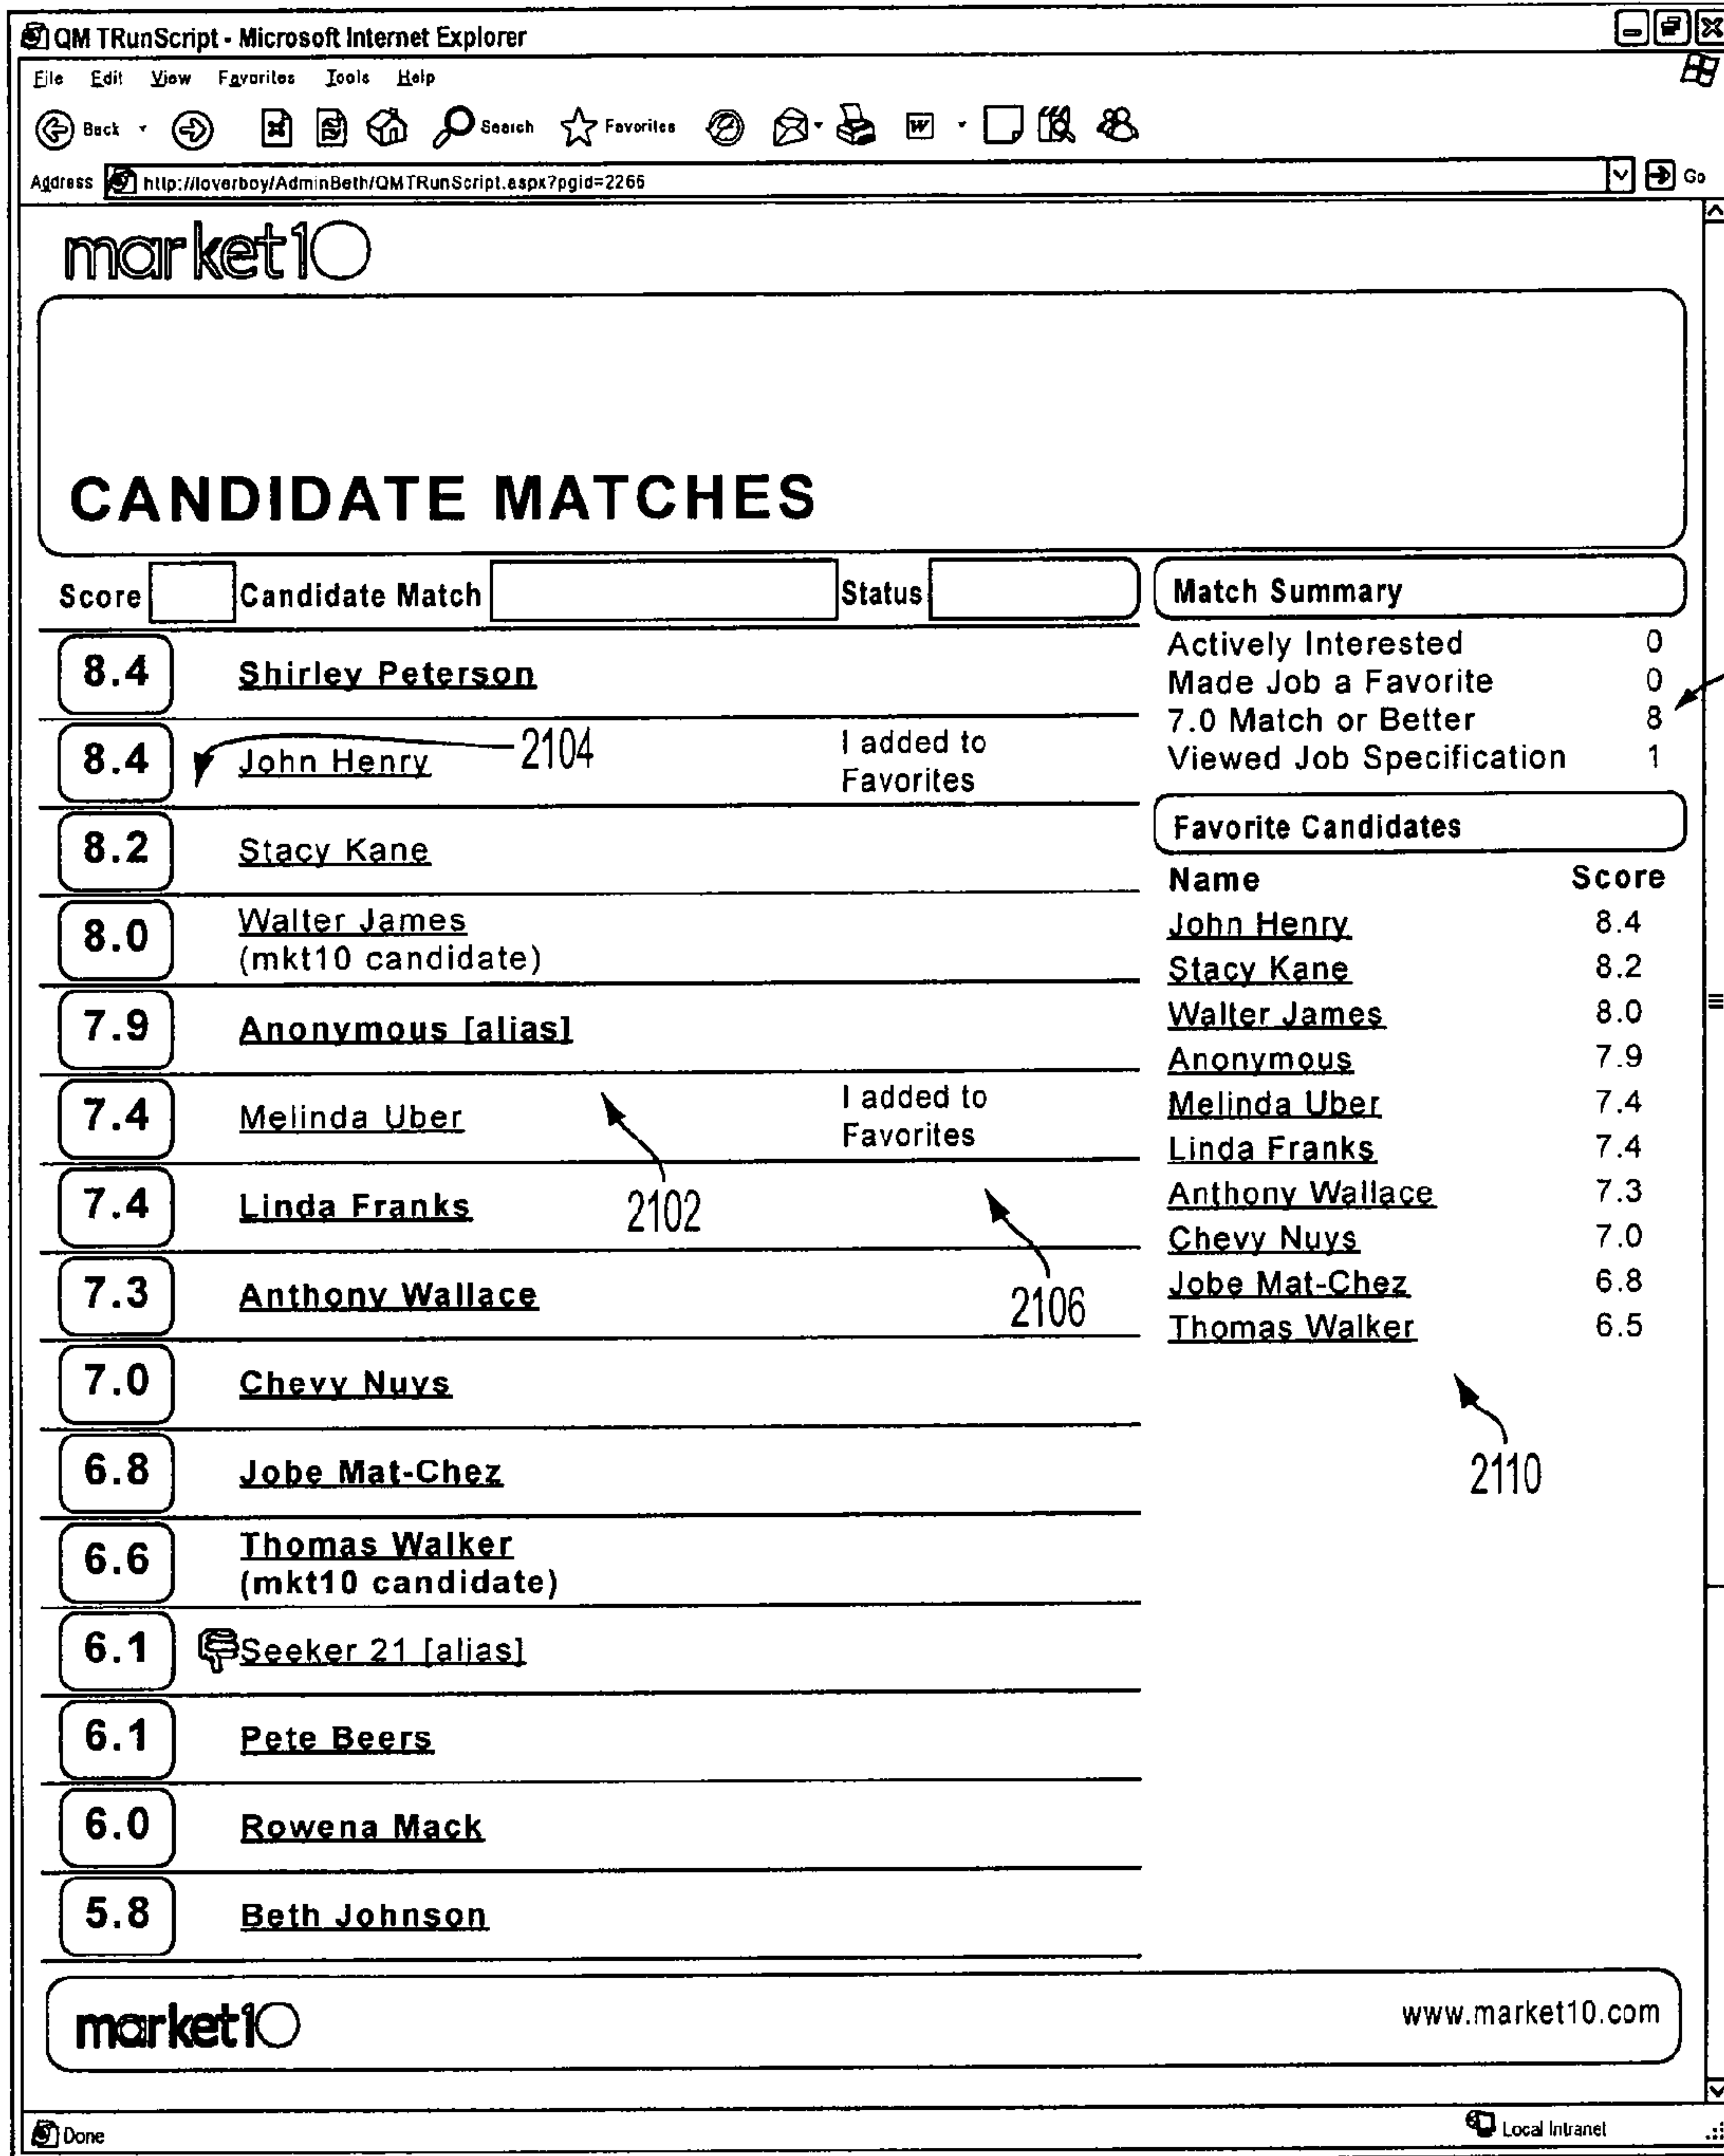 QM TRunScript - Microsoft Internet Explorer
File Edit View Favorites Tools Help
Back Search Favorites W
Address http://loverboy/AdminBeth/QMTRunScript.aspx?pgid=2266 Go
market10
CANDIDATE MATCHES
Score Candidate Match Status
8.4 Shirley Peterson
8.4 John Henry 2104 I added to
Favorites
8.2 Stacy Kane
8.0 Walter James
(mkt10 candidate)
7.9 Anonymous [alias]
7.4 Melinda Uber I added to
Favorites
2102
7.4 Linda Franks
7.3 Anthony Wallace
2106
7.0 Chevy Nuys
6.8 Jobe Mat-Chez
6.6 Thomas Walker
(mkt10 candidate)
6.1 Seeker 21 [alias]
6.1 Pete Beers
6.0 Rowena Mack
5.8 Beth Johnson
Match Summary
Actively Interested 0
Made Job a Favorite 0
7.0 Match or Better 8
Viewed Job Specification 1
Favorite Candidates
Name Score
John Henry 8.4
Stacy Kane 8.2
Walter James 8.0
Anonymous 7.9
Melinda Uber 7.4
Linda Franks 7.4
Anthony Wallace 7.3
Chevy Nuys 7.0
Jobe Mat-Chez 6.8
Thomas Walker 6.5
2110
market10 www.market10.com
Done Local Intranet